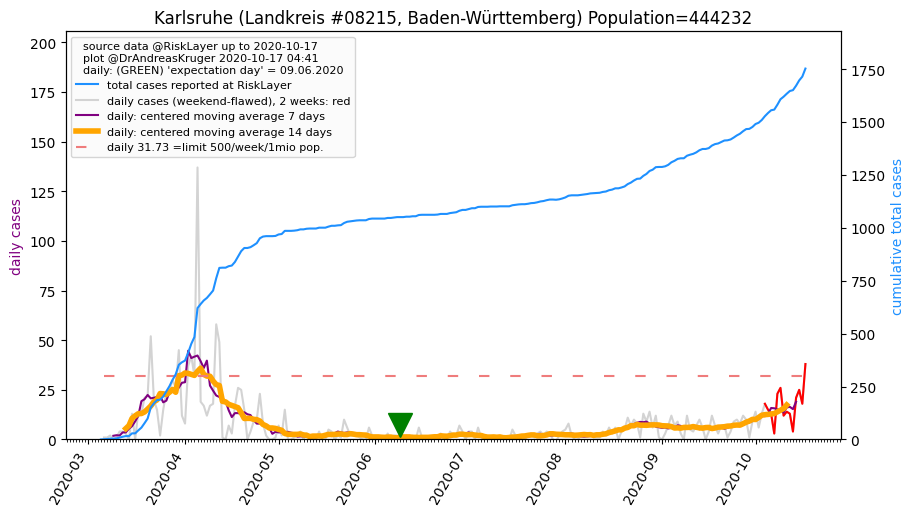 Karlsruhe (Landkreis #08215, Baden-Württemberg) Population=444232
source data @RiskLayer up to 2020-10-17
plot @DrAndreasKruger 2020-10-17 04:41
daily: (GREEN) 'expectation day' = 09.06.2020
total cases reported at RiskLayer
daily cases (weekend-flawed), 2 weeks: red
daily: centered moving average 7 days
daily: centered moving average 14 days
daily 31.73 =limit 500/week/1mio pop.
daily cases
200
175
150
125
100
75
50
25
0
cumulative total cases
1750
1500
1250
1000
750
500
250
0
2020-03
2020-04
2020-05
2020-06
2020-07
2020-08
2020-09
2020-10